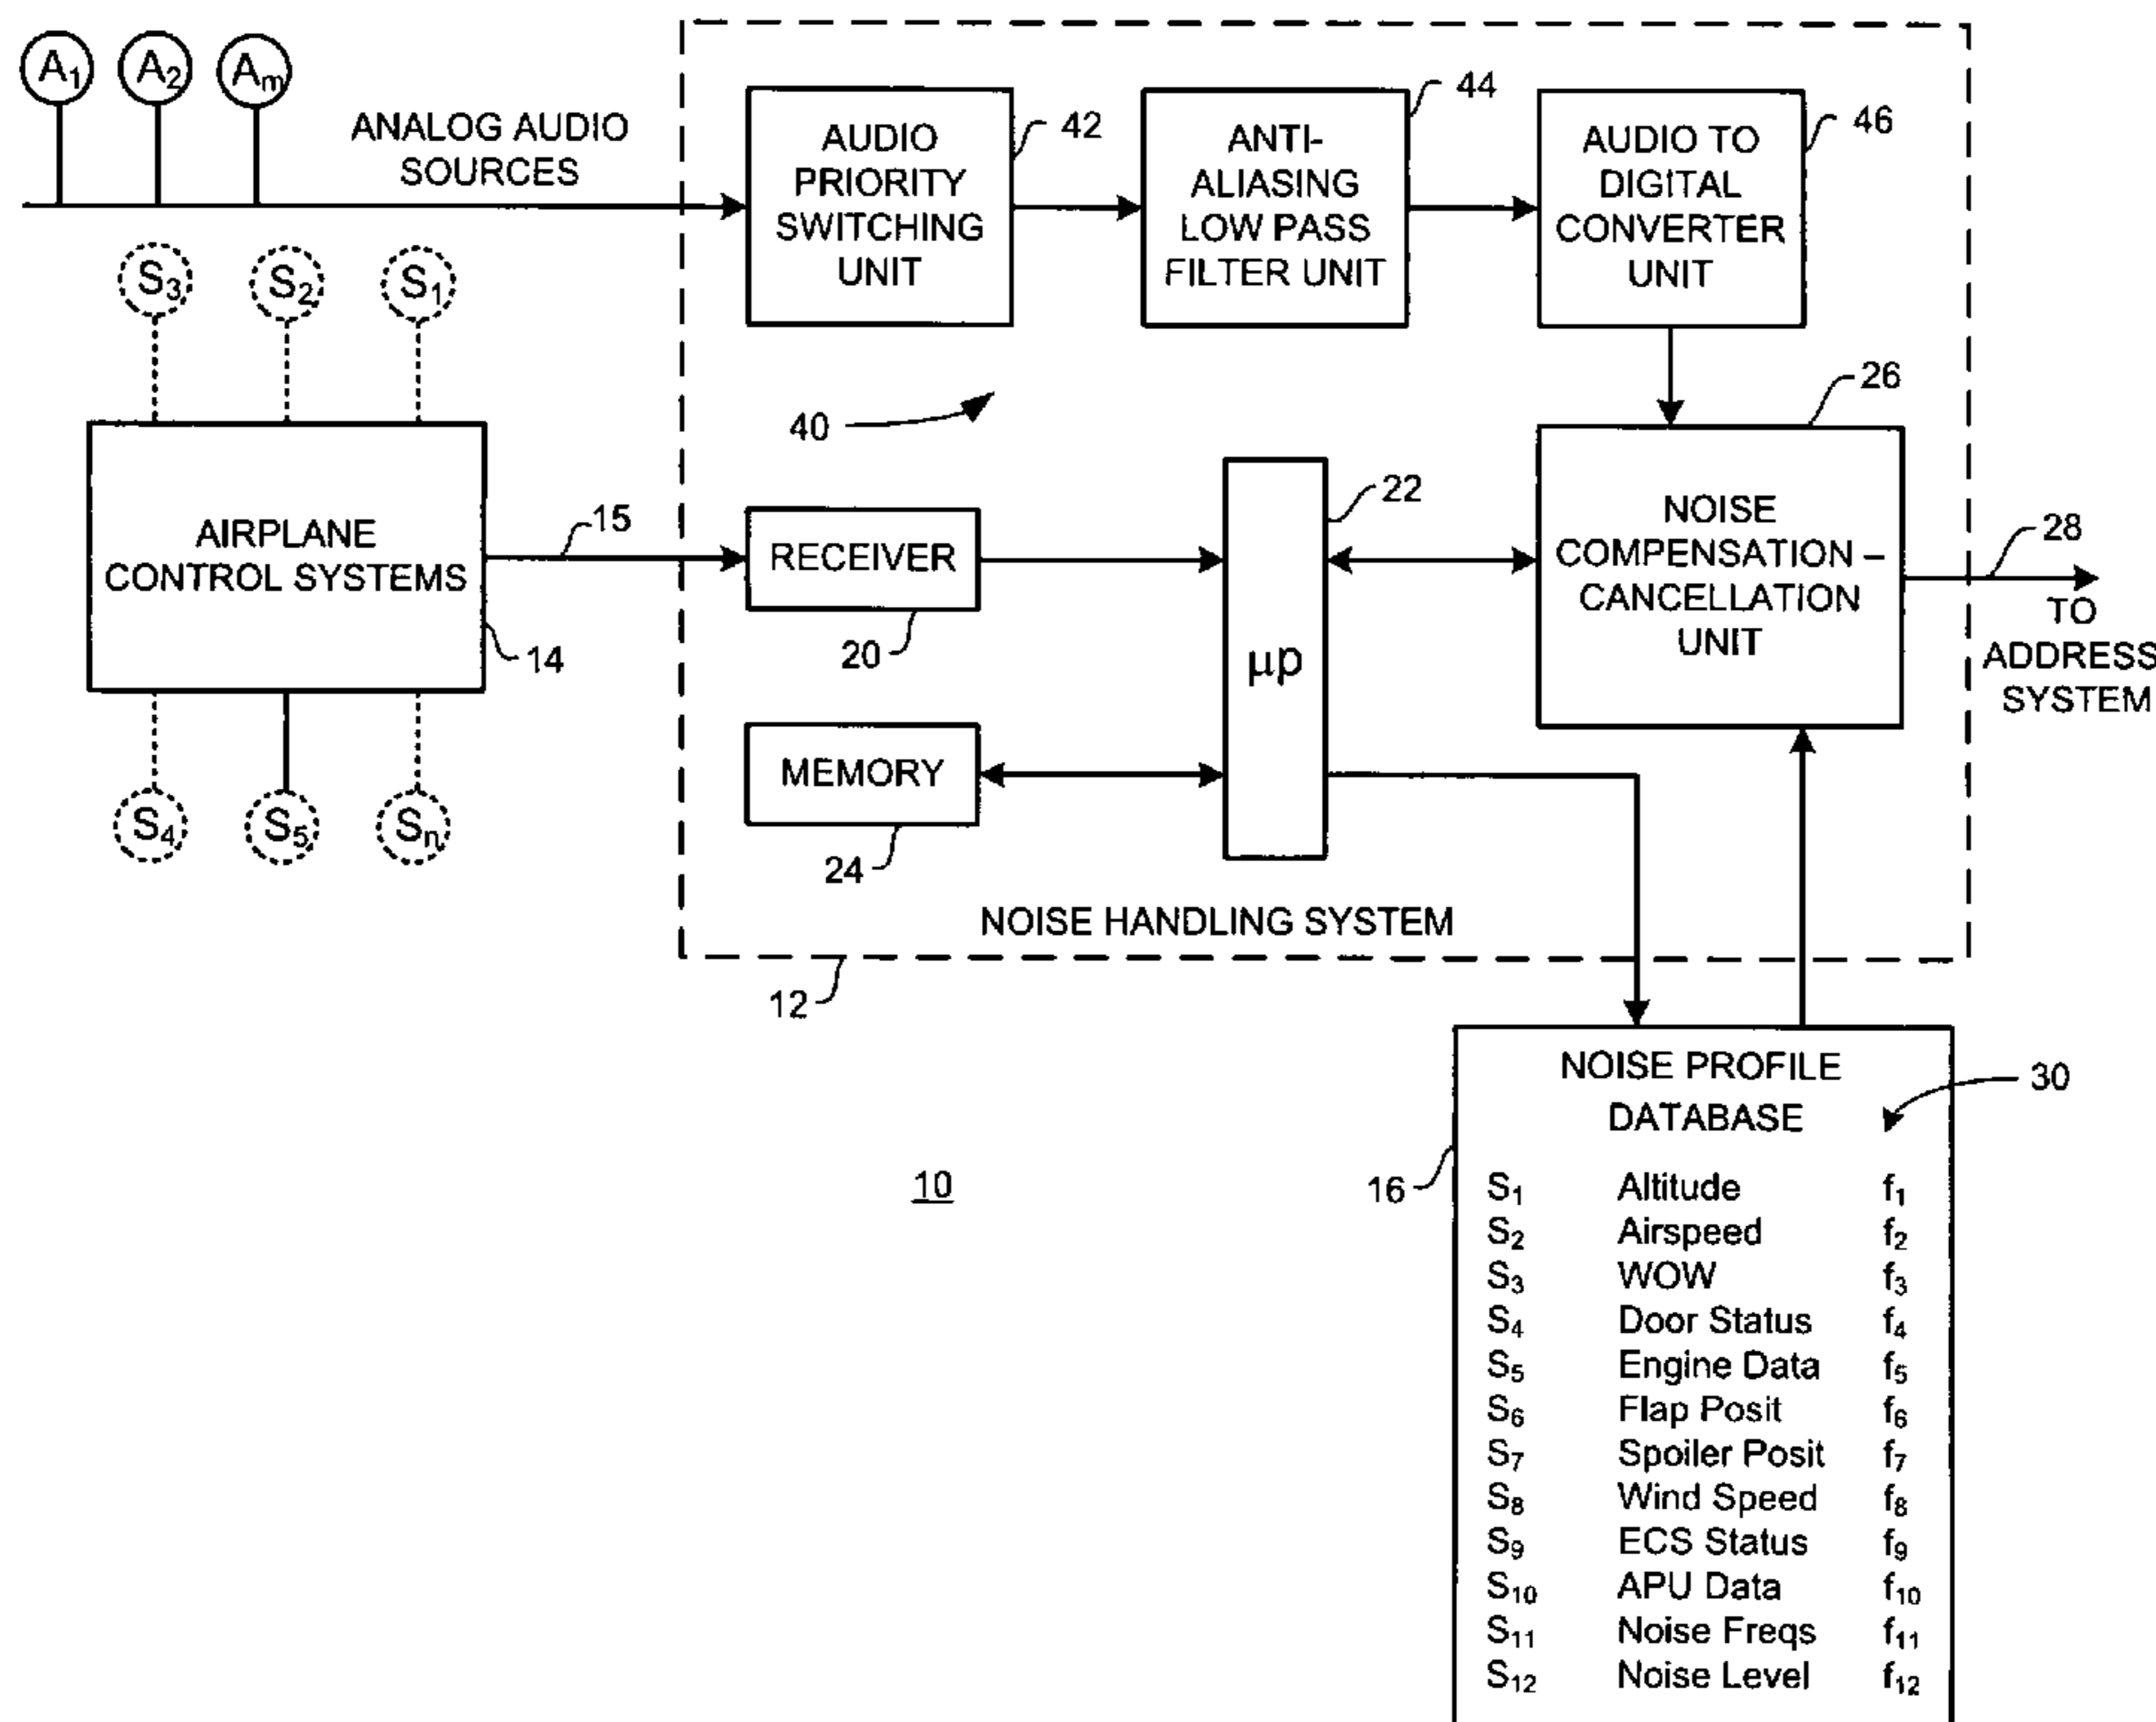 A1 A2 Am
ANALOG AUDIO
SOURCES
AUDIO
PRIORITY
SWITCHING
UNIT
42
ANTI-
ALIASING
LOW PASS
FILTER UNIT
44
AUDIO TO
DIGITAL
CONVERTER
UNIT
46
S3 S2 S1
AIRPLANE
CONTROL SYSTEMS
14
15
S4 S5 Sn
40
RECEIVER
20
MEMORY
24
µp
22
NOISE
COMPENSATION –
CANCELLATION
UNIT
26
28
TO
ADDRESS
SYSTEM
NOISE HANDLING SYSTEM
12
10
NOISE PROFILE
DATABASE
30
16
S1 Altitude f1
S2 Airspeed f2
S3 WOW f3
S4 Door Status f4
S5 Engine Data f5
S6 Flap Posit f6
S7 Spoiler Posit f7
S8 Wind Speed f8
S9 ECS Status f9
S10 APU Data f10
S11 Noise Freqs f11
S12 Noise Level f12